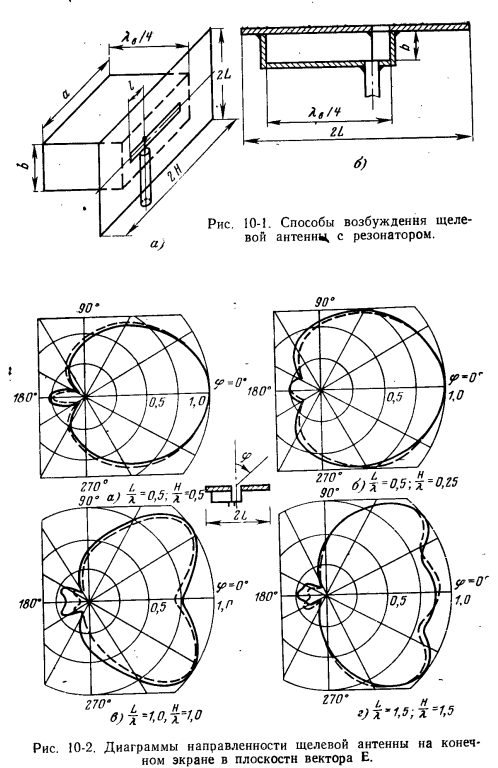 λв/4
a
l
2L
b
2H
а)
b
λв/4
2L
б)
Рис. 10-1. Способы возбуждения щеле-
вой антенны с резонатором.
90°
180°
0,5
1,0
φ=0°
270°
а) L/λ=0,5; H/λ=0,5
90°
180°
0,5
1,0
φ=0°
270°
б) L/λ=0,5; H/λ=0,25
φ
2L
90°
180°
0,5
1,0
φ=0°
270°
в) L/λ=1,0, H/λ=1,0
90°
180°
0,5
1,0
φ=0°
270°
г) L/λ=1,5; H/λ=1,5
Рис. 10-2. Диаграммы направленности щелевой антенны на конеч-
ном экране в плоскости вектора Е.